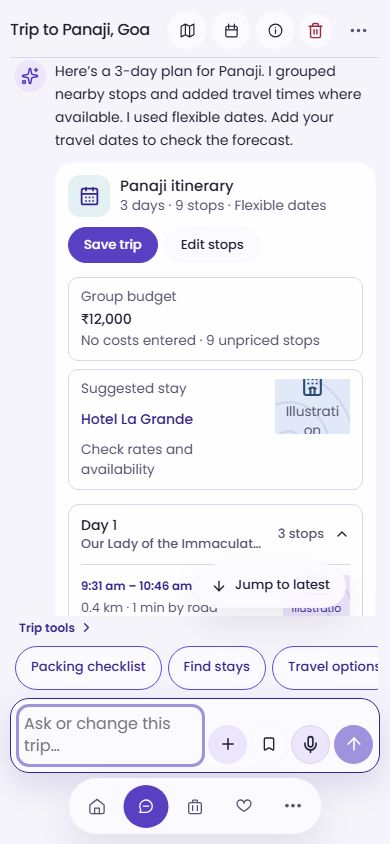 Trip to Panaji, Goa
Here's a 3-day plan for Panaji. I grouped
nearby stops and added travel times where
available. I used flexible dates. Add your
travel dates to check the forecast.
Panaji itinerary
3 days · 9 stops · Flexible dates
Save trip
Edit stops
Group budget
₹12,000
No costs entered · 9 unpriced stops
Suggested stay
Hotel La Grande
Check rates and
availability
Illustrati
on
Day 1
Our Lady of the Immaculat...
3 stops
9:31 am – 10:46 am
0.4 km · 1 min by road
Illustratio
Jump to latest
Trip tools
Packing checklist
Find stays
Travel options
Ask or change this
trip...